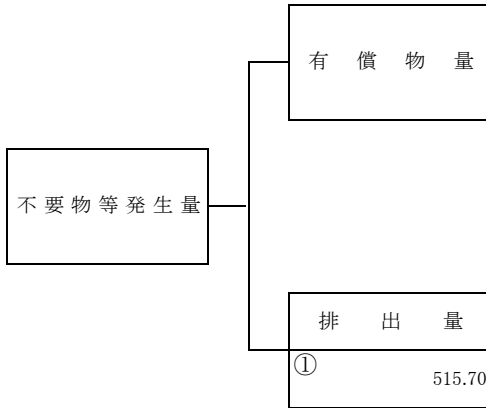 有償物量
不要物等発生量
排出量
①
515.70